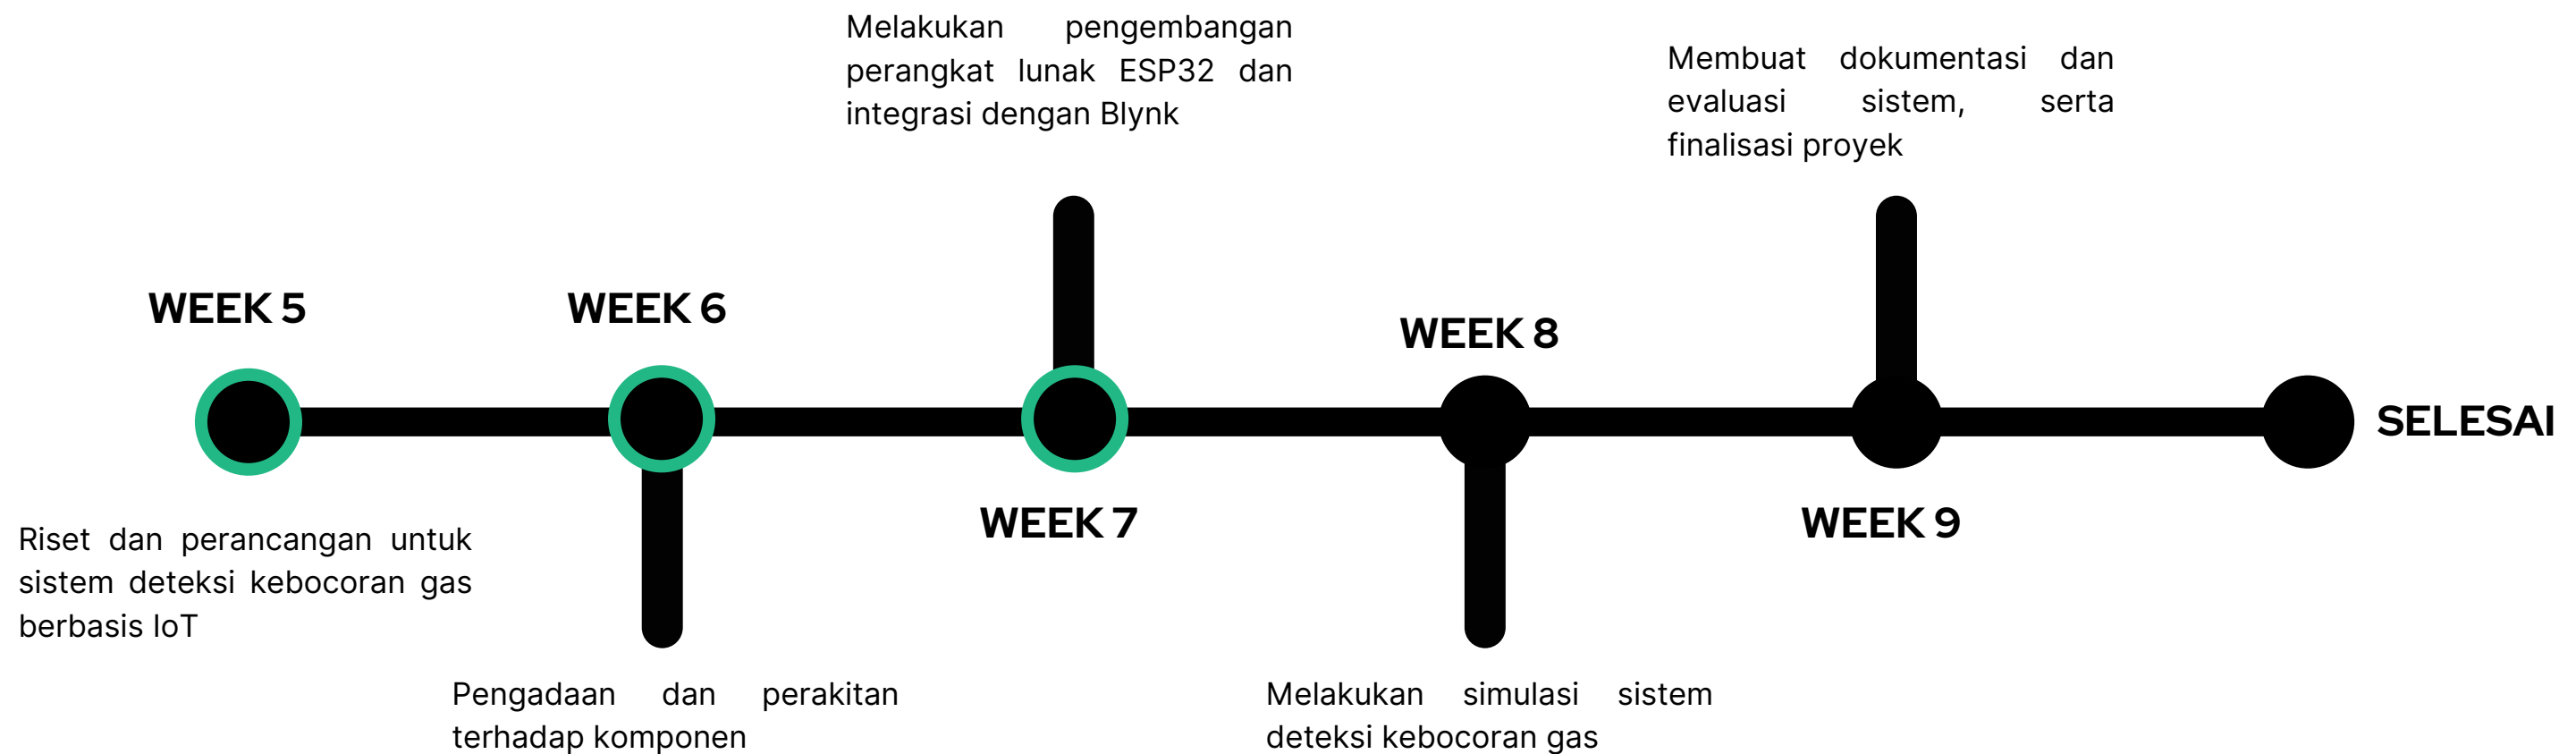 WEEK 5
Riset dan perancangan untuk
sistem deteksi kebocoran gas
berbasis IoT
WEEK 6
Pengadaan dan perakitan
terhadap komponen
Melakukan pengembangan
perangkat lunak ESP32 dan
integrasi dengan Blynk
WEEK 7
WEEK 8
Melakukan simulasi sistem
deteksi kebocoran gas
Membuat dokumentasi dan
evaluasi sistem, serta
finalisasi proyek
WEEK 9
SELESAI